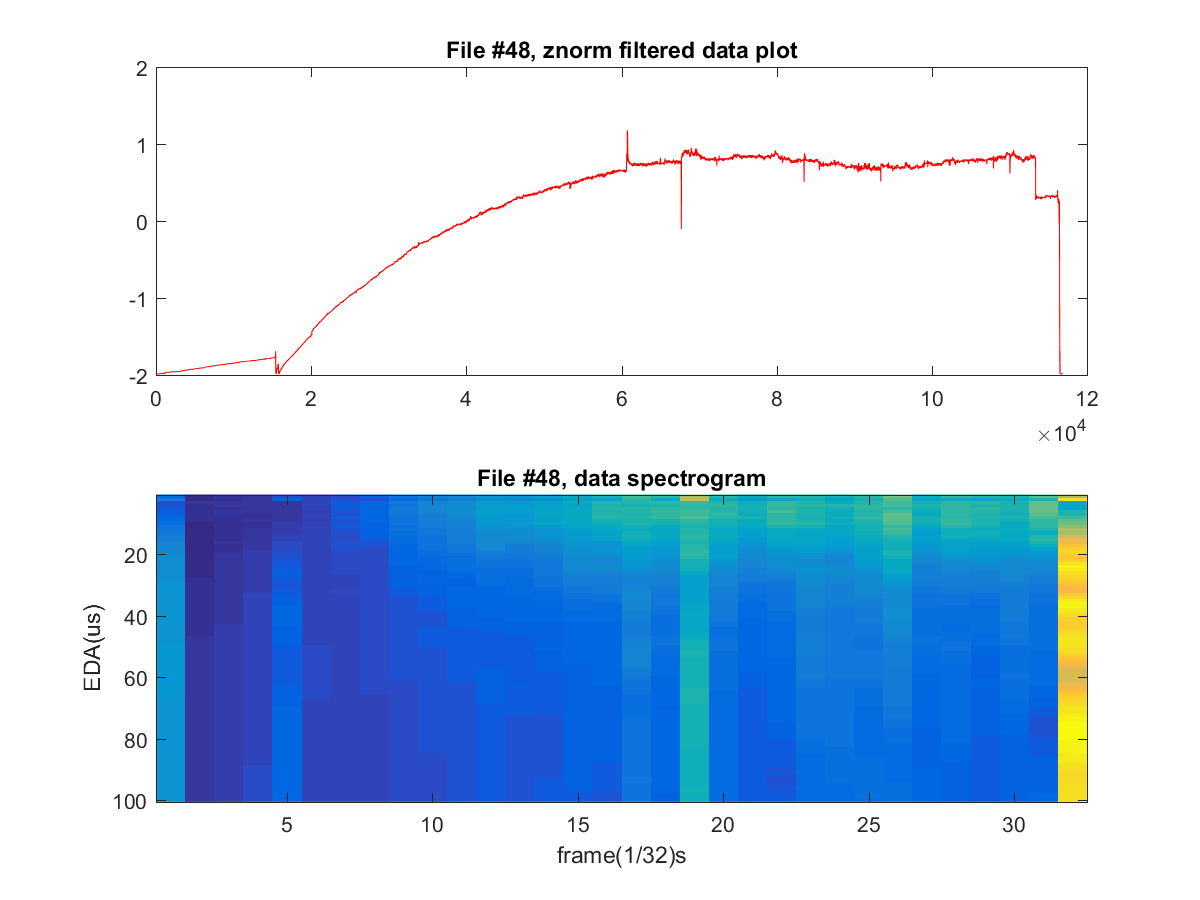 File #48, znorm filtered data plot
2
1
0
-1
-2
0 2 4 6 8 10 12
×10^4
File #48, data spectrogram
20
40
60
80
100
EDA(us)
5 10 15 20 25 30
frame(1/32)s